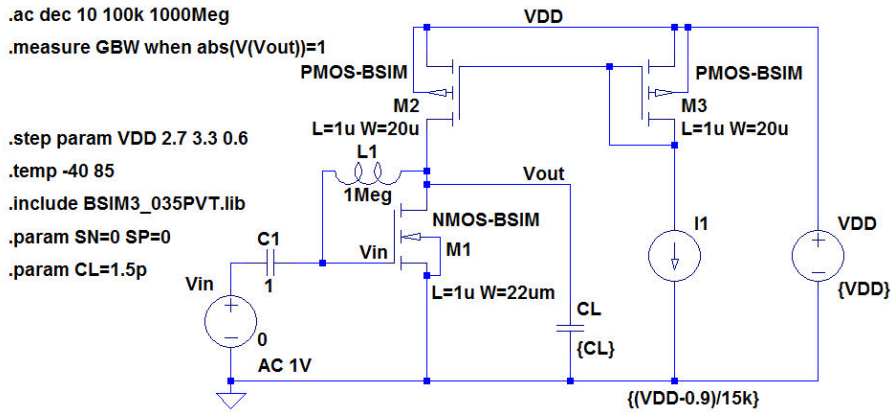 .ac dec 10 100k 1000Meg
.measure GBW when abs(V(Vout))=1
.step param VDD 2.7 3.3 0.6
.temp -40 85
.include BSIM3_035PVT.lib
.param SN=0 SP=0
.param CL=1.5p
VDD
PMOS-BSIM
M2
L=1u W=20u
PMOS-BSIM
M3
L=1u W=20u
L1
1Meg
Vout
NMOS-BSIM
M1
L=1u W=22um
C1
1
Vin
Vin
0
AC 1V
CL
{CL}
I1
{(VDD-0.9)/15k}
VDD
{VDD}